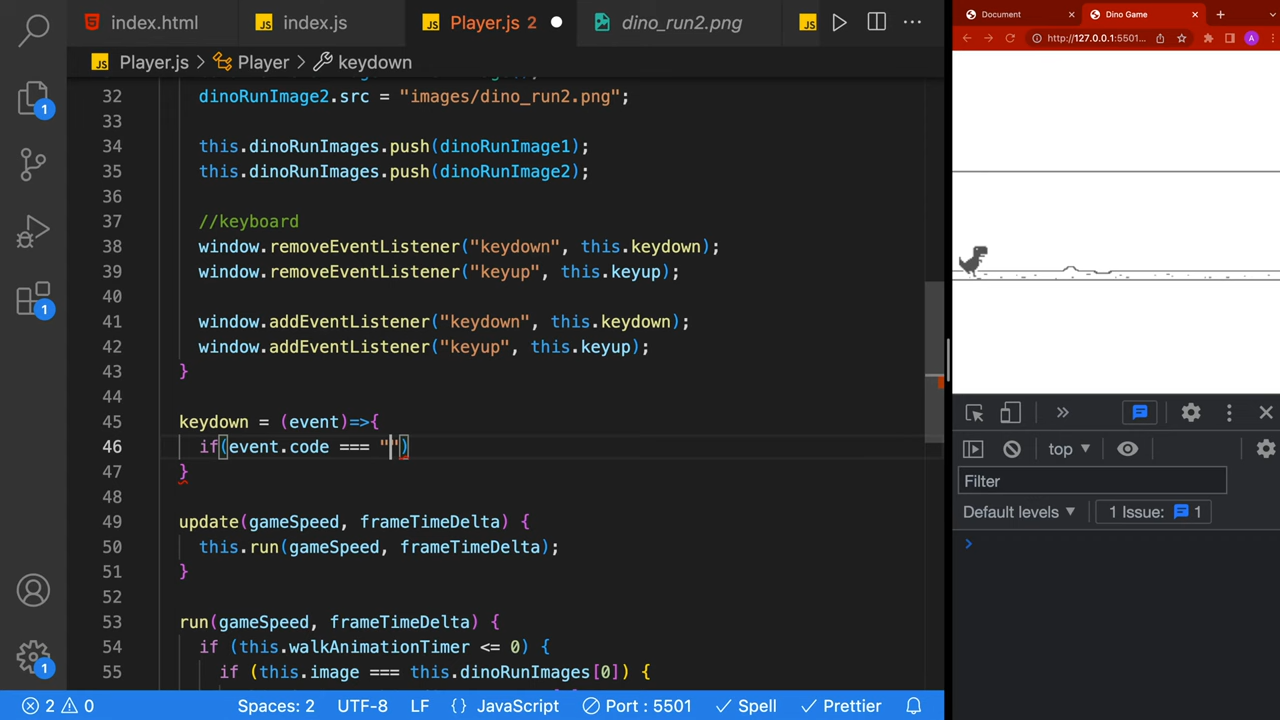 index.html
index.js
Player.js 2
dino_run2.png
Player.js > Player > keydown
32 dinoRunImage2.src = "images/dino_run2.png";
33
34 this.dinoRunImages.push(dinoRunImage1);
35 this.dinoRunImages.push(dinoRunImage2);
36
37 //keyboard
38 window.removeEventListener("keydown", this.keydown);
39 window.removeEventListener("keyup", this.keyup);
40
41 window.addEventListener("keydown", this.keydown);
42 window.addEventListener("keyup", this.keyup);
43 }
44
45 keydown = (event)=>{
46 if(event.code === "")
47 }
48
49 update(gameSpeed, frameTimeDelta) {
50 this.run(gameSpeed, frameTimeDelta);
51 }
52
53 run(gameSpeed, frameTimeDelta) {
54 if (this.walkAnimationTimer <= 0) {
55 if (this.image === this.dinoRunImages[0]) {
1
1
1
2 0
Spaces: 2
UTF-8
LF
{} JavaScript
Port : 5501
Spell
Prettier
Document
Dino Game
http://127.0.0.1:5501...
A
top
Filter
Default levels
1 Issue: 1